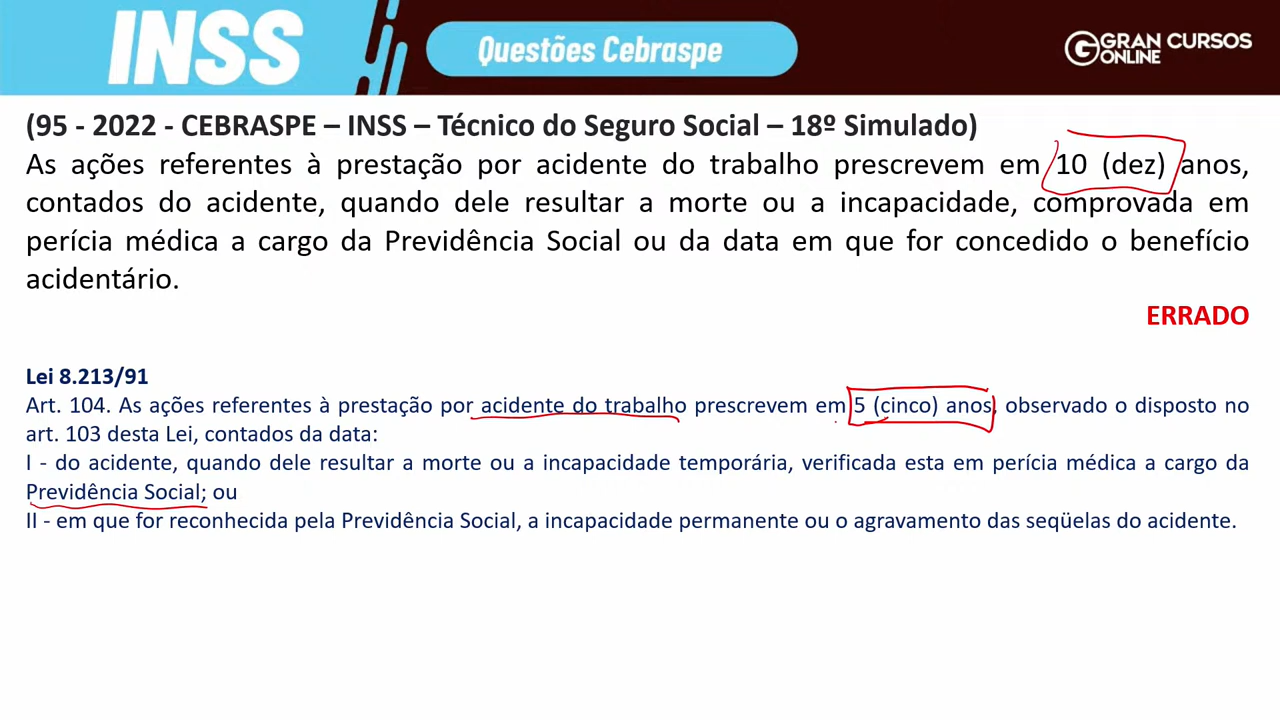 INSS
Questões Cebraspe
GRAN CURSOS
ONLINE
(95 - 2022 - CEBRASPE – INSS – Técnico do Seguro Social – 18º Simulado)
As ações referentes à prestação por acidente do trabalho prescrevem em 10 (dez) anos,
contados do acidente, quando dele resultar a morte ou a incapacidade, comprovada em
perícia médica a cargo da Previdência Social ou da data em que for concedido o benefício
acidentário.
ERRADO
Lei 8.213/91
Art. 104. As ações referentes à prestação por acidente do trabalho prescrevem em 5 (cinco) anos, observado o disposto no
art. 103 desta Lei, contados da data:
I - do acidente, quando dele resultar a morte ou a incapacidade temporária, verificada esta em perícia médica a cargo da
Previdência Social; ou
II - em que for reconhecida pela Previdência Social, a incapacidade permanente ou o agravamento das seqüelas do acidente.